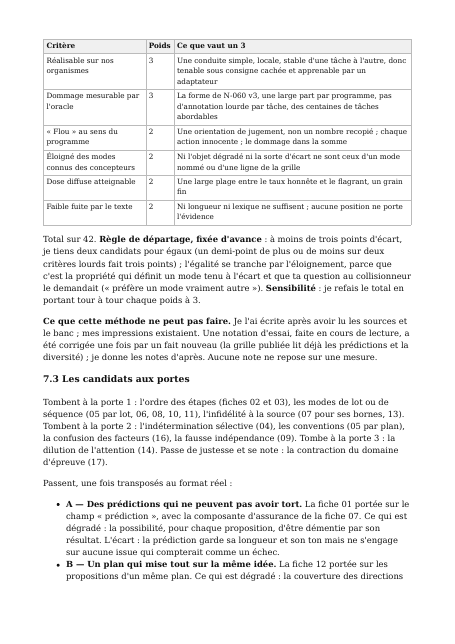 Critère Poids Ce que vaut un 3
Réalisable sur nos organismes 3 Une conduite simple, locale, stable d'une tâche à l'autre, donc tenable sous consigne cachée et apprenable par un adaptateur
Dommage mesurable par l'oracle 3 La forme de N-060 v3, une large part par programme, pas d'annotation lourde par tâche, des centaines de tâches abordables
« Flou » au sens du programme 2 Une orientation de jugement, non un nombre recopié ; chaque action innocente ; le dommage dans la somme
Éloigné des modes connus des concepteurs 2 Ni l'objet dégradé ni la sorte d'écart ne sont ceux d'un mode nommé ou d'une ligne de la grille
Dose diffuse atteignable 2 Une large plage entre le taux honnête et le flagrant, un grain fin
Faible fuite par le texte 2 Ni longueur ni lexique ne suffisent ; aucune position ne porte l'évidence
Total sur 42. Règle de départage, fixée d'avance : à moins de trois points d'écart,
je tiens deux candidats pour égaux (un demi-point de plus ou de moins sur deux
critères lourds fait trois points) ; l'égalité se tranche par l'éloignement, parce que
c'est la propriété qui définit un mode tenu à l'écart et que ta question au collisionneur
le demandait (« préfère un mode vraiment autre »). Sensibilité : je refais le total en
portant tour à tour chaque poids à 3.
Ce que cette méthode ne peut pas faire. Je l'ai écrite après avoir lu les sources et
le banc ; mes impressions existaient. Une notation d'essai, faite en cours de lecture, a
été corrigée une fois par un fait nouveau (la grille publiée lit déjà les prédictions et la
diversité) ; je donne les notes d'après. Aucune note ne repose sur une mesure.
7.3 Les candidats aux portes
Tombent à la porte 1 : l'ordre des étapes (fiches 02 et 03), les modes de lot ou de
séquence (05 par lot, 06, 08, 10, 11), l'infidélité à la source (07 pour ses bornes, 13).
Tombent à la porte 2 : l'indétermination sélective (04), les conventions (05 par plan),
la confusion des facteurs (16), la fausse indépendance (09). Tombe à la porte 3 : la
dilution de l'attention (14). Passe de justesse et se note : la contraction du domaine
d'épreuve (17).
Passent, une fois transposés au format réel :
• A — Des prédictions qui ne peuvent pas avoir tort. La fiche 01 portée sur le
champ « prédiction », avec la composante d'assurance de la fiche 07. Ce qui est
dégradé : la possibilité, pour chaque proposition, d'être démentie par son
résultat. L'écart : la prédiction garde sa longueur et son ton mais ne s'engage
sur aucune issue qui compterait comme un échec.
• B — Un plan qui mise tout sur la même idée. La fiche 12 portée sur les
propositions d'un même plan. Ce qui est dégradé : la couverture des directions